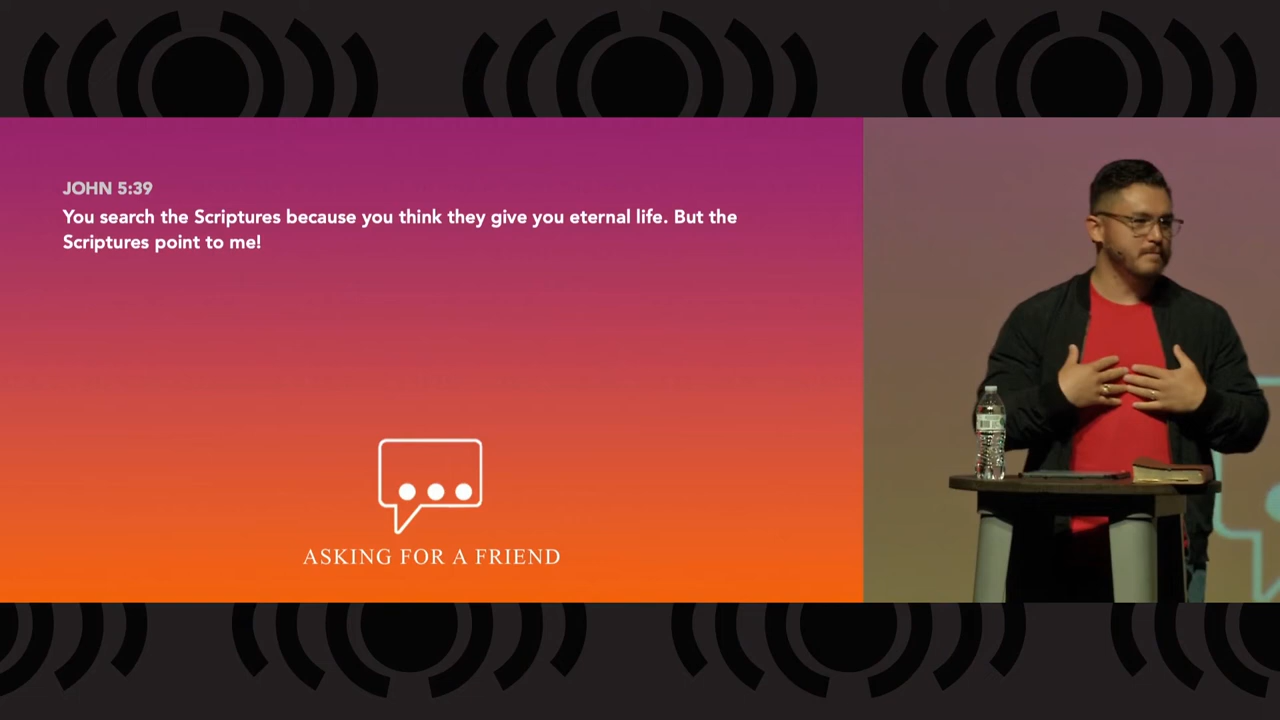 JOHN 5:39
You search the Scriptures because you think they give you eternal life. But the
Scriptures point to me!
ASKING FOR A FRIEND